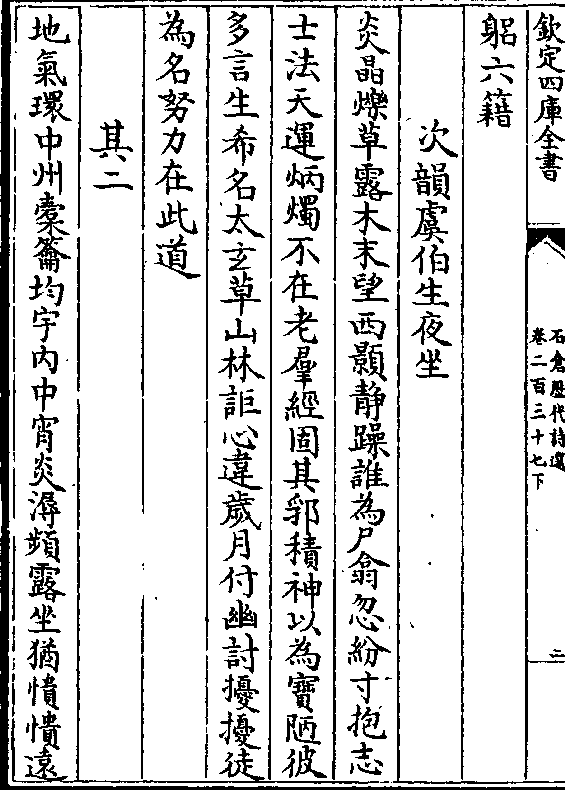 欽定四庫全書
石倉歷代詩選
卷二百三十七下
二
躬六籍
次韻虞伯生夜坐
炎晶爍草露木末望西顥静躁誰為尸翕忽紛寸抱志
士法天運炳燭不在老羣經固其郛積神以為寶陋彼
多言生希名太玄草山林詎心違歲月付幽討擾擾徒
為名努力在此道
其二
地氣環中州橐籥均宇内中宵炎潯頻露坐猶憒憒遠